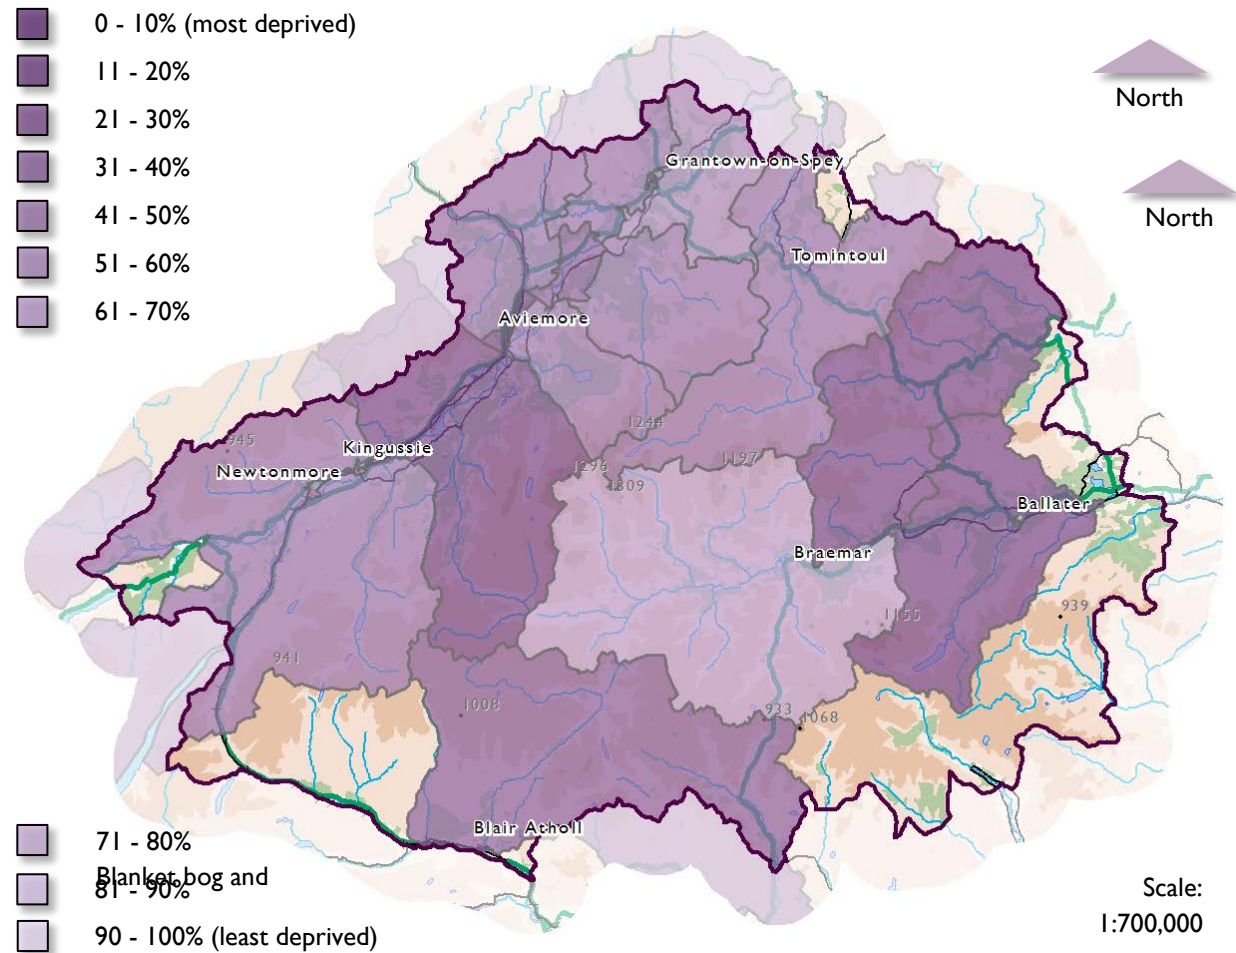 0 - 10% (most deprived)
11 - 20%
21 - 30%
31 - 40%
41 - 50%
51 - 60%
61 - 70%
North
North
Grantown-on-Spey
Tomintoul
Aviemore
1244
945
Kingussie
1296
1197
Newtonmore
1309
Ballater
Braemar
939
1155
941
1008
933
1068
Blair Atholl
71 - 80%
Blanket bog and
81 - 90%
90 - 100% (least deprived)
Scale:
1:700,000